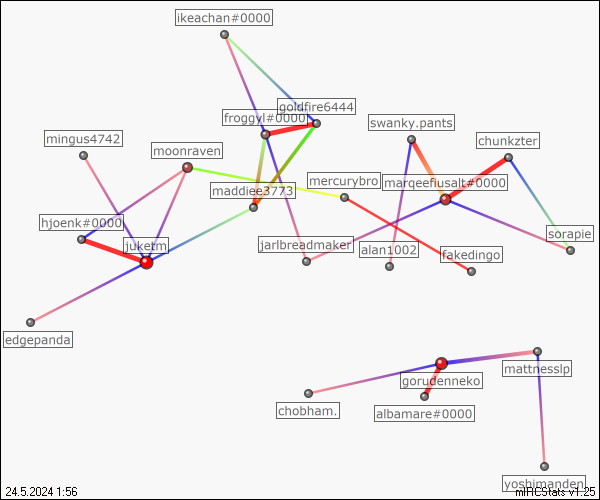 ikeachan#0000
goldfire6444
froggyl#0000
swanky.pants
mingus4742
chunkzter
moonraven
mercurybro
marqeefiusalt#0000
maddiee3773
hjoenk#0000
juketm
jarlbreadmaker
alan1002
fakedingo
sorapie
edgepanda
mattnesslp
gorudenneko
chobham.
albamare#0000
yoshimanden
24.5.2024 1:56
mIRCStats v1.25